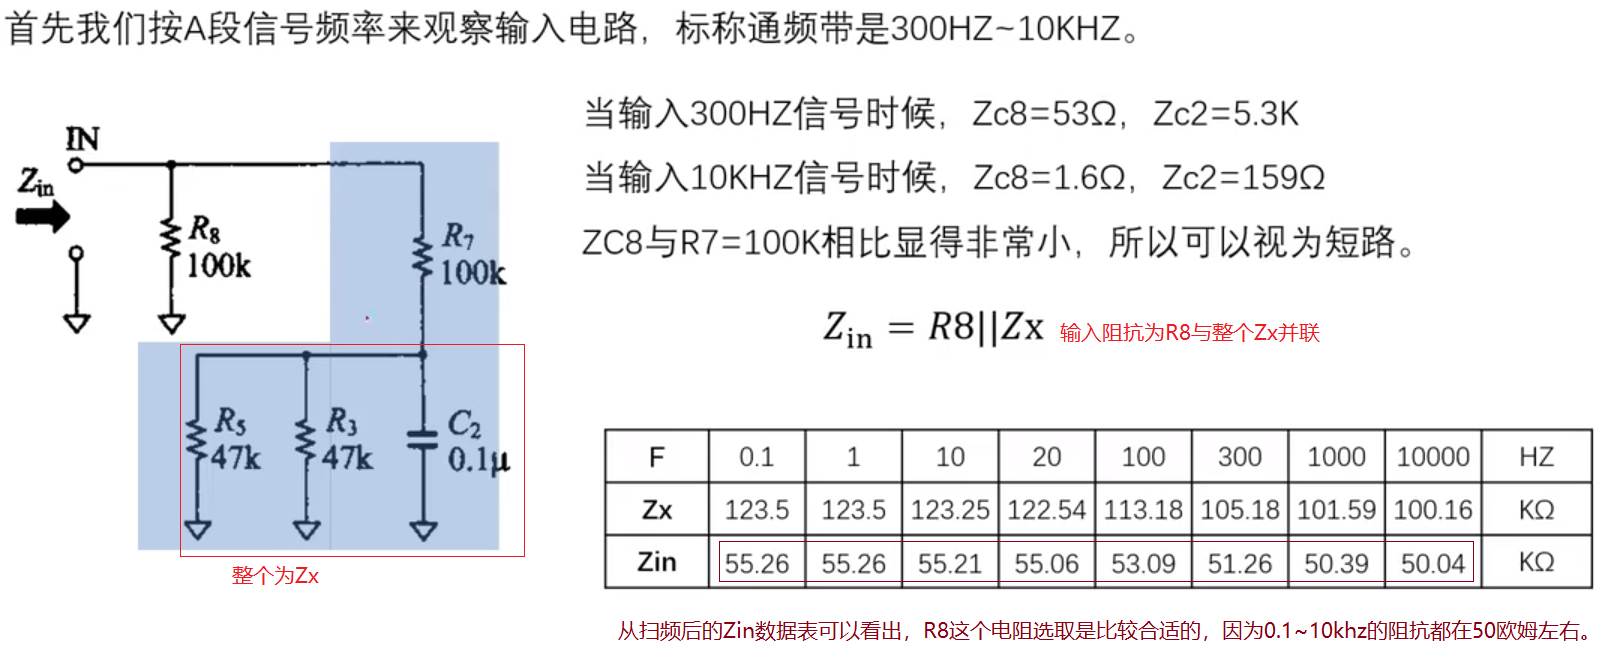 首先我们按A段信号频率来观察输入电路，标称通频带是300HZ~10KHZ。
当输入300HZ信号时候，Zc8=53Ω，Zc2=5.3K
当输入10KHZ信号时候，Zc8=1.6Ω，Zc2=159Ω
ZC8与R7=100K相比显得非常小，所以可以视为短路。
IN
Zin
R8
100k
R7
100k
R5
47k
R3
47k
C2
0.1μ
整个为Zx
Zin = R8||Zx 输入阻抗为R8与整个Zx并联
F 0.1 1 10 20 100 300 1000 10000 HZ
Zx 123.5 123.5 123.25 122.54 113.18 105.18 101.59 100.16 KΩ
Zin 55.26 55.26 55.21 55.06 53.09 51.26 50.39 50.04 KΩ
从扫频后的Zin数据表可以看出，R8这个电阻选取是比较合适的，因为0.1~10khz的阻抗都在50欧姆左右。